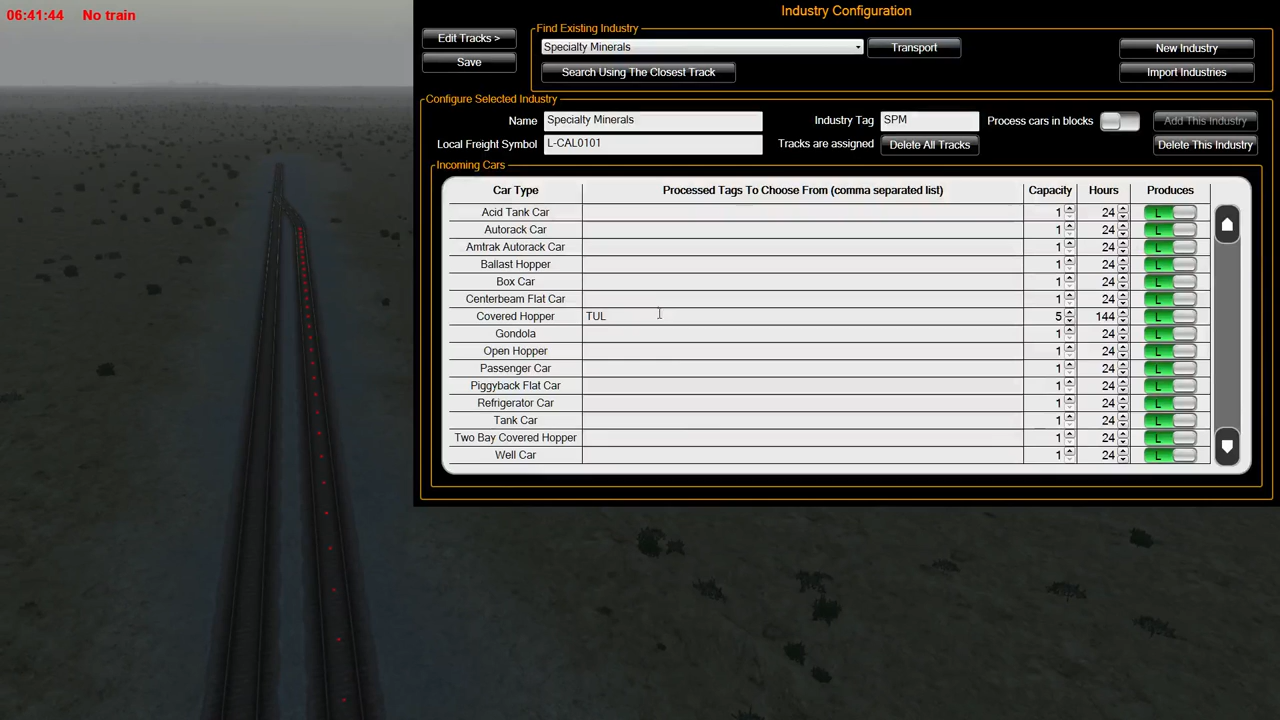 06:41:44 No train
Industry Configuration
Find Existing Industry
Edit Tracks >
Save
Specialty Minerals
Transport
New Industry
Search Using The Closest Track
Import Industries
Configure Selected Industry
Name Specialty Minerals Industry Tag SPM Process cars in blocks Add This Industry
Local Freight Symbol L-CAL0101 Tracks are assigned Delete All Tracks Delete This Industry
Incoming Cars
Car Type Processed Tags To Choose From (comma separated list) Capacity Hours Produces
Acid Tank Car 1 24 L
Autorack Car 1 24 L
Amtrak Autorack Car 1 24 L
Ballast Hopper 1 24 L
Box Car 1 24 L
Centerbeam Flat Car 1 24 L
Covered Hopper TUL 5 144 L
Gondola 1 24 L
Open Hopper 1 24 L
Passenger Car 1 24 L
Piggyback Flat Car 1 24 L
Refrigerator Car 1 24 L
Tank Car 1 24 L
Two Bay Covered Hopper 1 24 L
Well Car 1 24 L